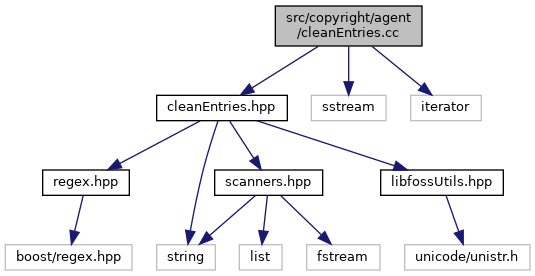 src/copyright/agent
/cleanEntries.cc
cleanEntries.hpp
sstream
iterator
regex.hpp
scanners.hpp
libfossUtils.hpp
boost/regex.hpp
string
list
fstream
unicode/unistr.h